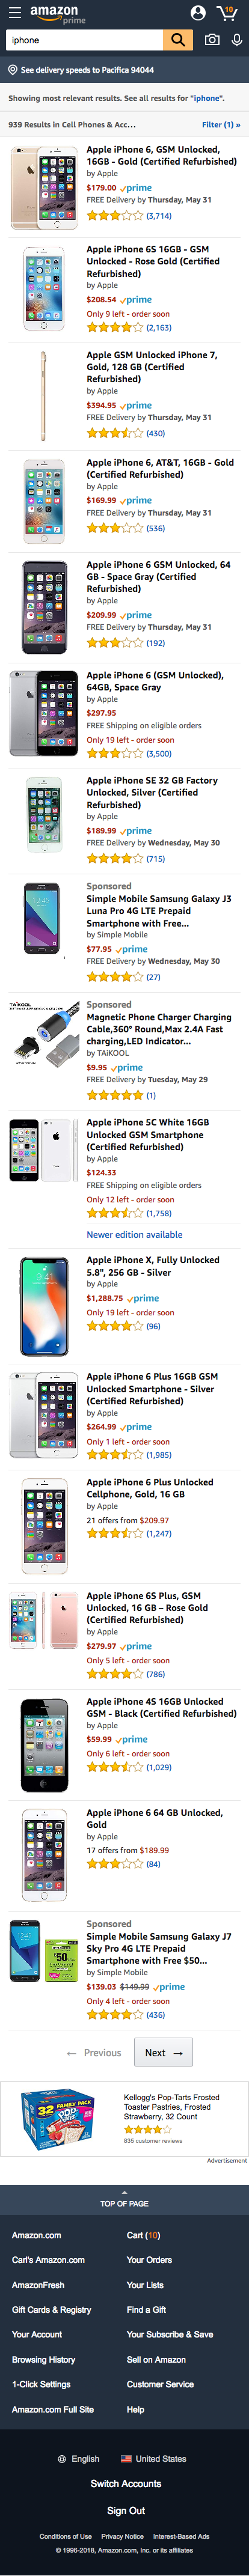 amazon
prime
10
iphone
See delivery speeds to Pacifica 94044
Showing most relevant results. See all results for "iphone".
939 Results in Cell Phones & Acc...
Filter (1) »
Apple iPhone 6, GSM Unlocked,
16GB - Gold (Certified Refurbished)
by Apple
$179.00 prime
FREE Delivery by Thursday, May 31
(3,714)
Apple iPhone 6S 16GB - GSM
Unlocked - Rose Gold (Certified
Refurbished)
by Apple
$208.54 prime
Only 9 left - order soon
(2,163)
Apple GSM Unlocked iPhone 7,
Gold, 128 GB (Certified
Refurbished)
by Apple
$394.95 prime
FREE Delivery by Thursday, May 31
(430)
Apple iPhone 6, AT&T, 16GB - Gold
(Certified Refurbished)
by Apple
$169.99 prime
FREE Delivery by Thursday, May 31
(536)
Apple iPhone 6 GSM Unlocked, 64
GB - Space Gray (Certified
Refurbished)
by Apple
$209.99 prime
FREE Delivery by Thursday, May 31
(192)
Apple iPhone 6 (GSM Unlocked),
64GB, Space Gray
by Apple
$297.95
FREE Shipping on eligible orders
Only 19 left - order soon
(3,500)
Apple iPhone SE 32 GB Factory
Unlocked, Silver (Certified
Refurbished)
by Apple
$189.99 prime
FREE Delivery by Wednesday, May 30
(715)
Sponsored
Simple Mobile Samsung Galaxy J3
Luna Pro 4G LTE Prepaid
Smartphone with Free...
by Simple Mobile
$77.95 prime
FREE Delivery by Wednesday, May 30
(27)
TAIKOOL
Sponsored
Magnetic Phone Charger Charging
Cable,360° Round,Max 2.4A Fast
charging,LED Indicator...
by TAiKOOL
$9.95 prime
FREE Delivery by Tuesday, May 29
(1)
Apple iPhone 5C White 16GB
Unlocked GSM Smartphone
(Certified Refurbished)
by Apple
$124.33
FREE Shipping on eligible orders
Only 12 left - order soon
(1,758)
Newer edition available
Apple iPhone X, Fully Unlocked
5.8", 256 GB - Silver
by Apple
$1,288.75 prime
Only 19 left - order soon
(96)
Apple iPhone 6 Plus 16GB GSM
Unlocked Smartphone - Silver
(Certified Refurbished)
by Apple
$264.99 prime
Only 1 left - order soon
(1,985)
Apple iPhone 6 Plus Unlocked
Cellphone, Gold, 16 GB
by Apple
21 offers from $209.97
(1,247)
Apple iPhone 6S Plus, GSM
Unlocked, 16 GB – Rose Gold
(Certified Refurbished)
by Apple
$279.97 prime
Only 5 left - order soon
(786)
Apple iPhone 4S 16GB Unlocked
GSM - Black (Certified Refurbished)
by Apple
$59.99 prime
Only 6 left - order soon
(1,029)
Apple iPhone 6 64 GB Unlocked,
Gold
by Apple
17 offers from $189.99
(84)
Sponsored
Simple Mobile Samsung Galaxy J7
Sky Pro 4G LTE Prepaid
Smartphone with Free $50...
by Simple Mobile
$139.03 $149.99 prime
Only 4 left - order soon
(436)
$50
← Previous
Next →
32 FAMILY PACK
POP
Kellogg's Pop-Tarts Frosted
Toaster Pastries, Frosted
Strawberry, 32 Count
835 customer reviews
Advertisement
TOP OF PAGE
Amazon.com
Cart (10)
Carl's Amazon.com
Your Orders
AmazonFresh
Your Lists
Gift Cards & Registry
Find a Gift
Your Account
Your Subscribe & Save
Browsing History
Sell on Amazon
1-Click Settings
Customer Service
Amazon.com Full Site
Help
English
United States
Switch Accounts
Sign Out
Conditions of Use Privacy Notice Interest-Based Ads
© 1996-2018, Amazon.com, Inc. or its affiliates